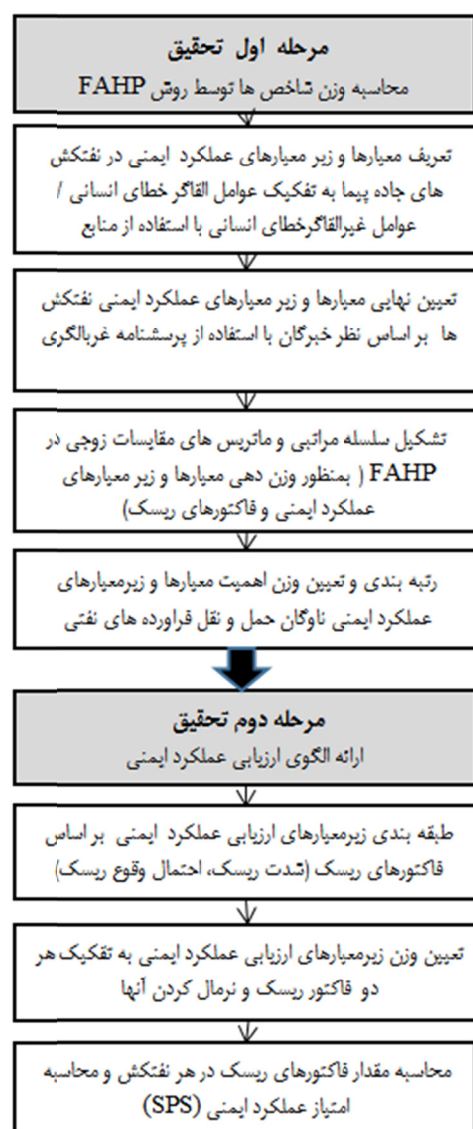 مرحله اول تحقیق
محاسبه وزن شاخص ها توسط روش FAHP
تعریف معیارها و زیر معیارهای عملکرد ایمنی در نفتکش
های جاده پیما به تفکیک عوامل القاگر خطای انسانی /
عوامل غیرالقاگرخطای انسانی با استفاده از منابع
تعیین نهایی معیارها و زیر معیارهای عملکرد ایمنی نفتکش
ها بر اساس نظر خبرگان با استفاده از پرسشنامه غربالگری
تشکیل سلسله مراتبی و ماتریس های مقایسات زوجی در
FAHP ( بمنظور وزن دهی معیارها و زیر معیارهای
عملکرد ایمنی و فاکتورهای ریسک)
رتبه بندی و تعیین وزن اهمیت معیارها و زیرمعیارهای
عملکرد ایمنی ناوگان حمل و نقل فراورده های نفتی
مرحله دوم تحقیق
ارائه الگوی ارزیابی عملکرد ایمنی
طبقه بندی زیرمعیارهای ارزیابی عملکرد ایمنی بر اساس
فاکتورهای ریسک (شدت ریسک، احتمال وقوع ریسک)
تعیین وزن زیرمعیارهای ارزیابی عملکرد ایمنی به تفکیک هر
دو فاکتور ریسک و نرمال کردن آنها
محاسبه مقدار فاکتورهای ریسک در هر نفتکش و محاسبه
امتیاز عملکرد ایمنی (SPS)